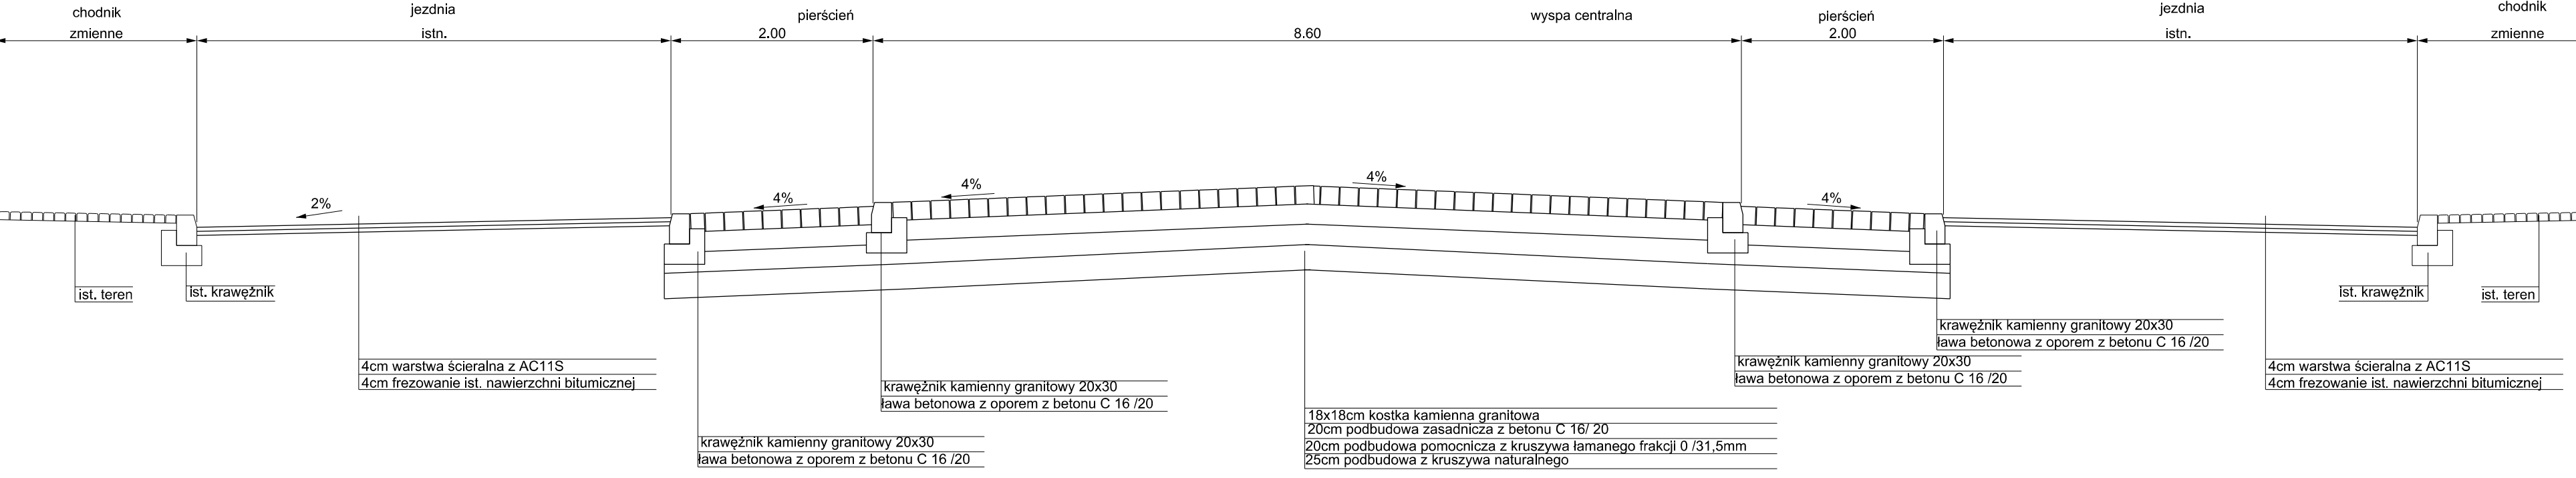 chodnik
jezdnia
pierścień
wyspa centralna
pierścień
jezdnia
chodnik
zmienne
istn.
2.00
8.60
2.00
istn.
zmienne
2%
4%
4%
4%
4%
ist. teren
ist. krawężnik
ist. krawężnik
ist. teren
krawężnik kamienny granitowy 20x30
ława betonowa z oporem z betonu C 16 /20
4cm warstwa ścieralna z AC11S
4cm frezowanie ist. nawierzchni bitumicznej
krawężnik kamienny granitowy 20x30
ława betonowa z oporem z betonu C 16 /20
4cm warstwa ścieralna z AC11S
4cm frezowanie ist. nawierzchni bitumicznej
krawężnik kamienny granitowy 20x30
ława betonowa z oporem z betonu C 16 /20
18x18cm kostka kamienna granitowa
20cm podbudowa zasadnicza z betonu C 16/ 20
20cm podbudowa pomocnicza z kruszywa łamanego frakcji 0 /31,5mm
25cm podbudowa z kruszywa naturalnego
krawężnik kamienny granitowy 20x30
ława betonowa z oporem z betonu C 16 /20